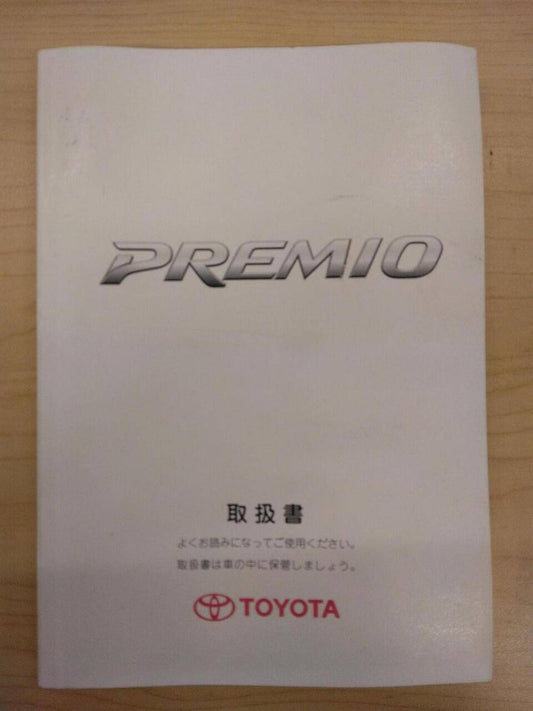 PREMIO
取扱書
よくお読みになってご使用ください。
取扱書は車の中に保管しましょう。
TOYOTA